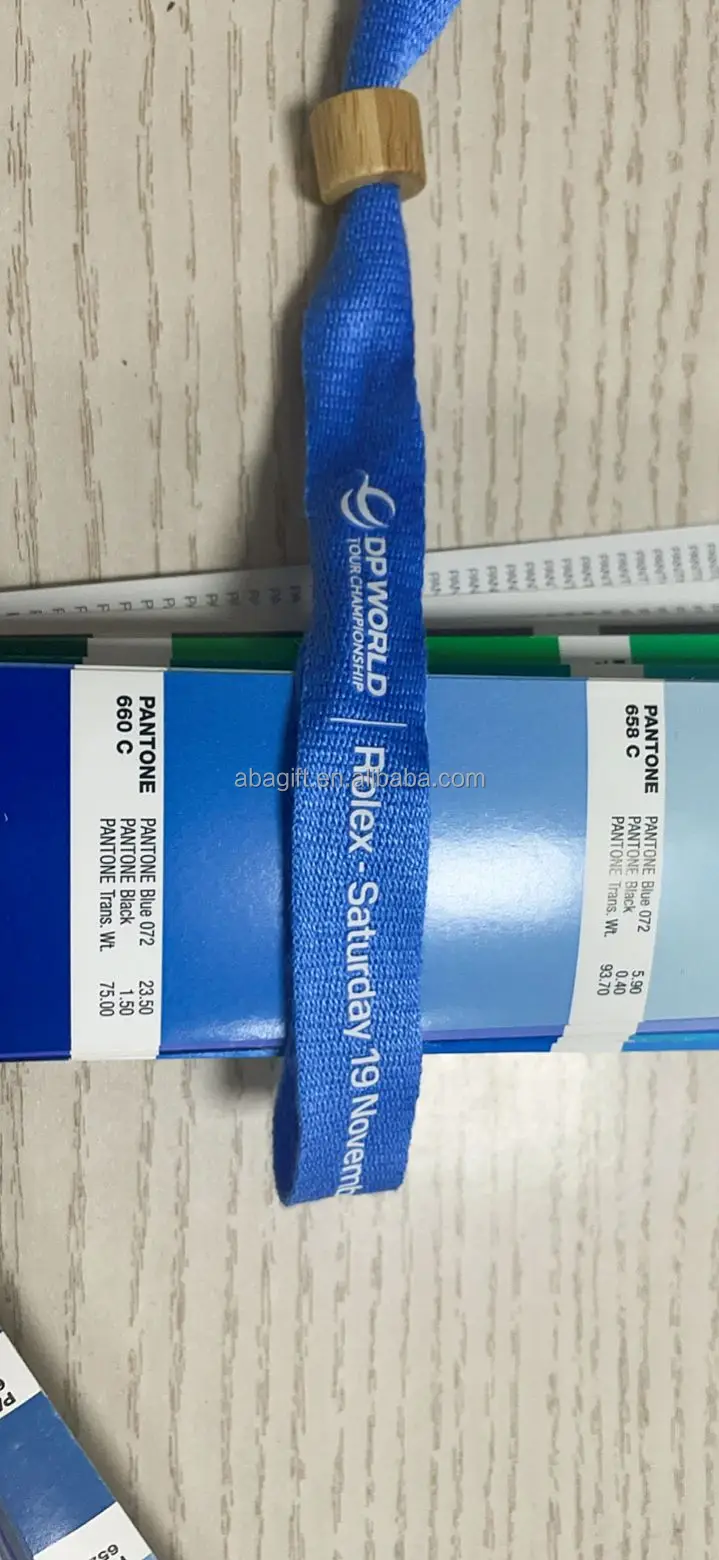 DP WORLD
TOUR CHAMPIONSHIP
Rolex - Saturday 19 Novemb
abagift.en.alibaba.com
PANTONE
660 C
PANTONE Blue 072 23.50
PANTONE Black 1.50
PANTONE Trans. Wt. 75.00
PANTONE
658 C
PANTONE Blue 072 5.90
PANTONE Black 0.40
PANTONE Trans. Wt. 93.70